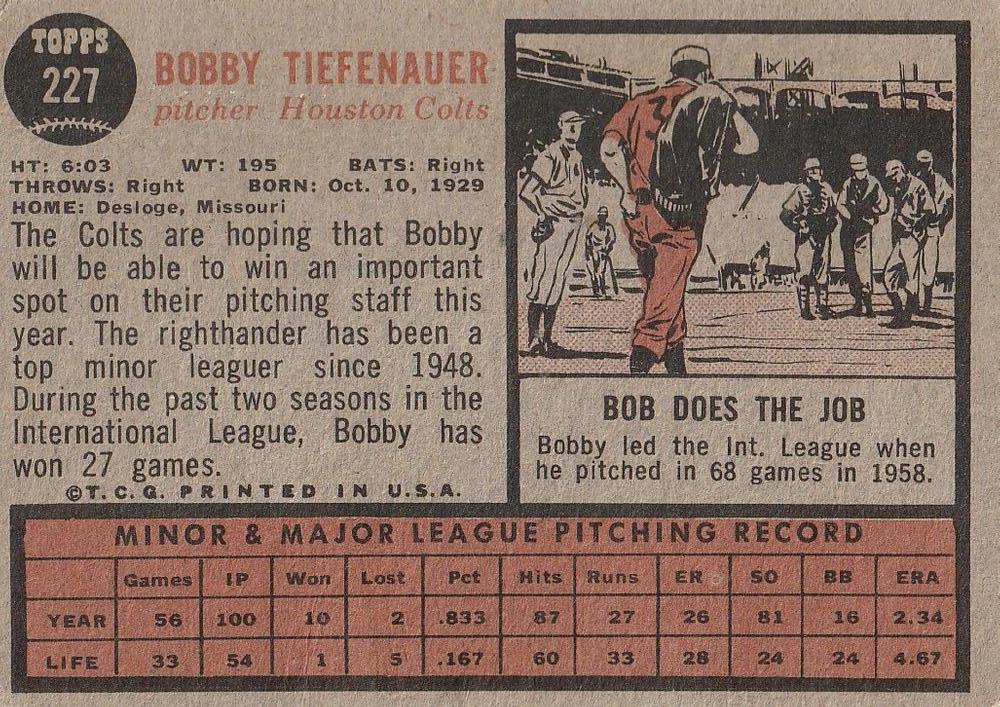 TOPPS
227
BOBBY TIEFENAUER
pitcher Houston Colts
HT: 6:03 WT: 195 BATS: Right
THROWS: Right BORN: Oct. 10, 1929
HOME: Desloge, Missouri
The Colts are hoping that Bobby
will be able to win an important
spot on their pitching staff this
year. The righthander has been a
top minor leaguer since 1948.
During the past two seasons in the
International League, Bobby has
won 27 games.
©T.C.G. PRINTED IN U.S.A.
BOB DOES THE JOB
Bobby led the Int. League when
he pitched in 68 games in 1958.
MINOR & MAJOR LEAGUE PITCHING RECORD
Games IP Won Lost Pct Hits Runs ER SO BB ERA
YEAR 56 100 10 2 .833 87 27 26 81 16 2.34
LIFE 33 54 1 5 .167 60 33 28 24 24 4.67